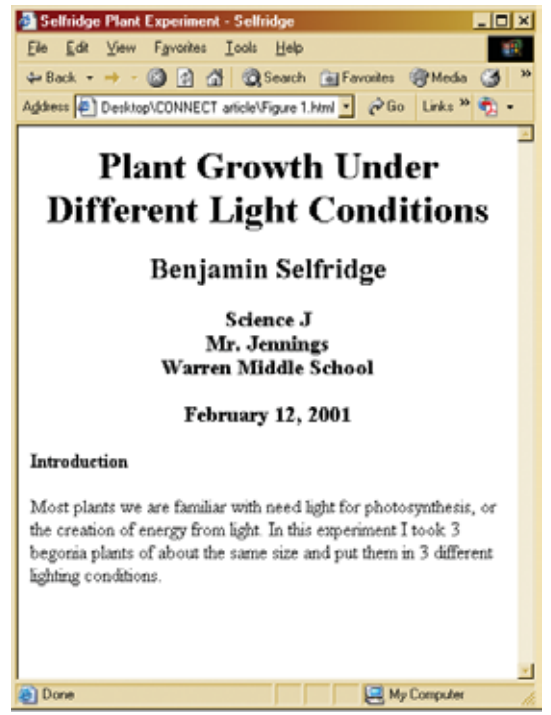 Selfridge Plant Experiment - Selfridge
File Edit View Favorites Tools Help
Back Search Favorites Media »
Address Desktop\CONNECT article\Figure 1.html Go Links »
Plant Growth Under
Different Light Conditions
Benjamin Selfridge
Science J
Mr. Jennings
Warren Middle School
February 12, 2001
Introduction
Most plants we are familiar with need light for photosynthesis, or
the creation of energy from light. In this experiment I took 3
begonia plants of about the same size and put them in 3 different
lighting conditions.
Done My Computer